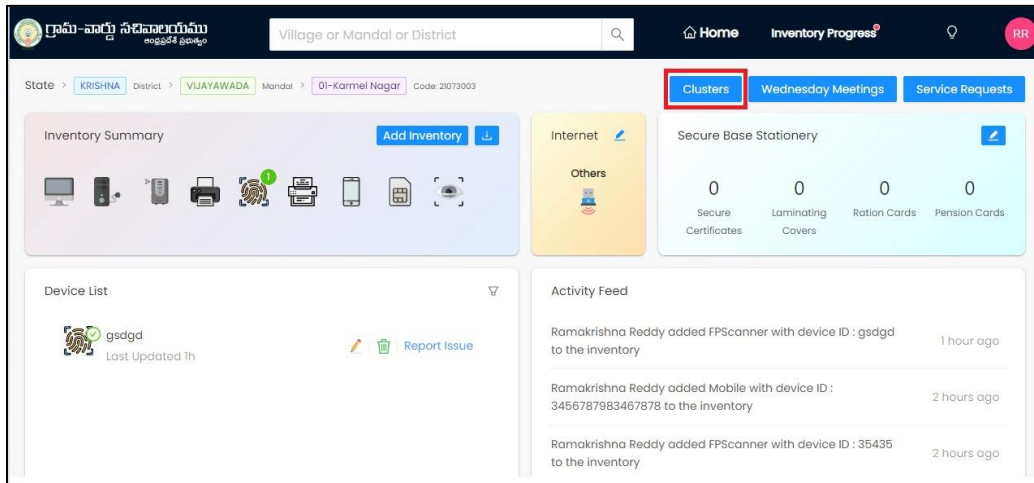 గ్రామ-వార్డు సచివాలయము
ఆంధ్రప్రదేశ్ ప్రభుత్వం
Village or Mandal or District
Home
Inventory Progress
RR
State > KRISHNA District > VIJAYAWADA Mandal > 01-Karmel Nagar Code: 21073003
Clusters
Wednesday Meetings
Service Requests
Inventory Summary
Add Inventory
1
Internet
Others
Secure Base Stationery
0 0 0 0
Secure Laminating Ration Cards Pension Cards
Certificates Covers
Device List
gsdgd
Last Updated 1h
Report Issue
Activity Feed
Ramakrishna Reddy added FPScanner with device ID : gsdgd
to the inventory
1 hour ago
Ramakrishna Reddy added Mobile with device ID :
3456787983467878 to the inventory
2 hours ago
Ramakrishna Reddy added FPScanner with device ID : 35435
to the inventory
2 hours ago